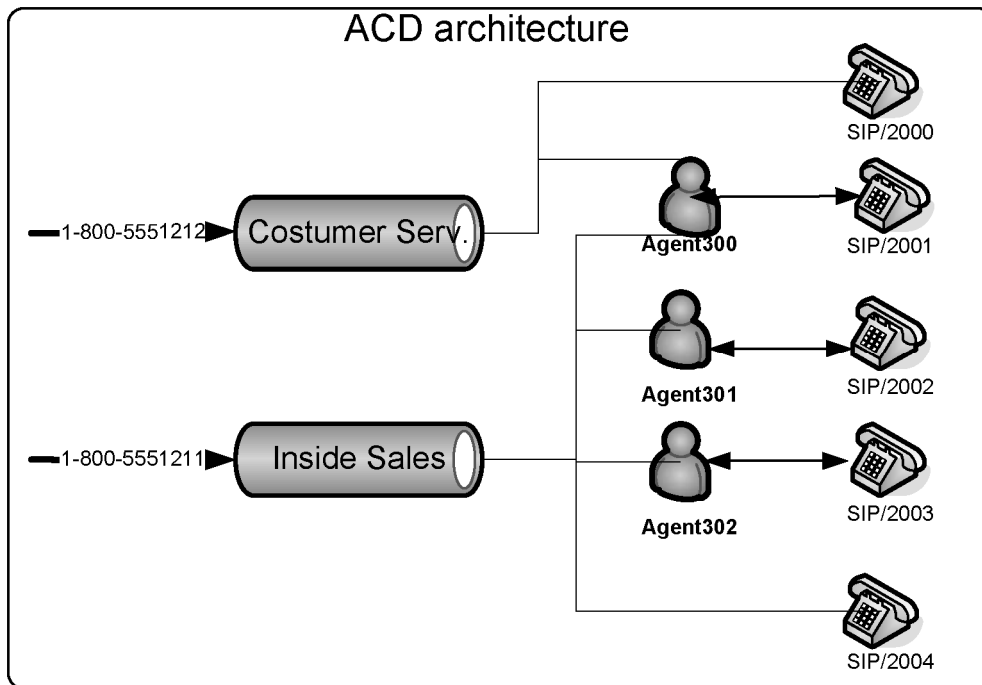 ACD architecture
SIP/2000
1-800-5551212
Costumer Serv.
Agent300
SIP/2001
Agent301
SIP/2002
1-800-5551211
Inside Sales
Agent302
SIP/2003
SIP/2004